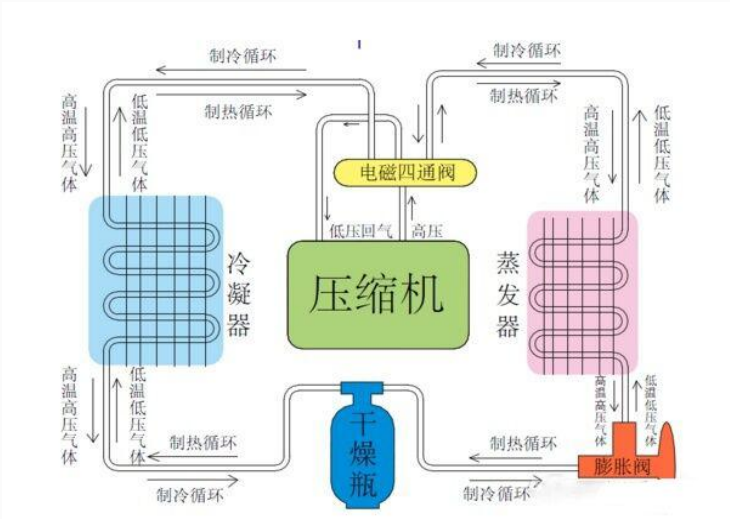 制冷循环
制热循环
制冷循环
制热循环
高温高压气体
低温低压气体
高温高压气体
低温低压气体
电磁四通阀
低压回气
高压
压缩机
冷凝器
蒸发器
高温高压气体
低温低压气体
高温高压气体
低温低压气体
干燥瓶
制热循环
制冷循环
制热循环
制冷循环
膨胀阀